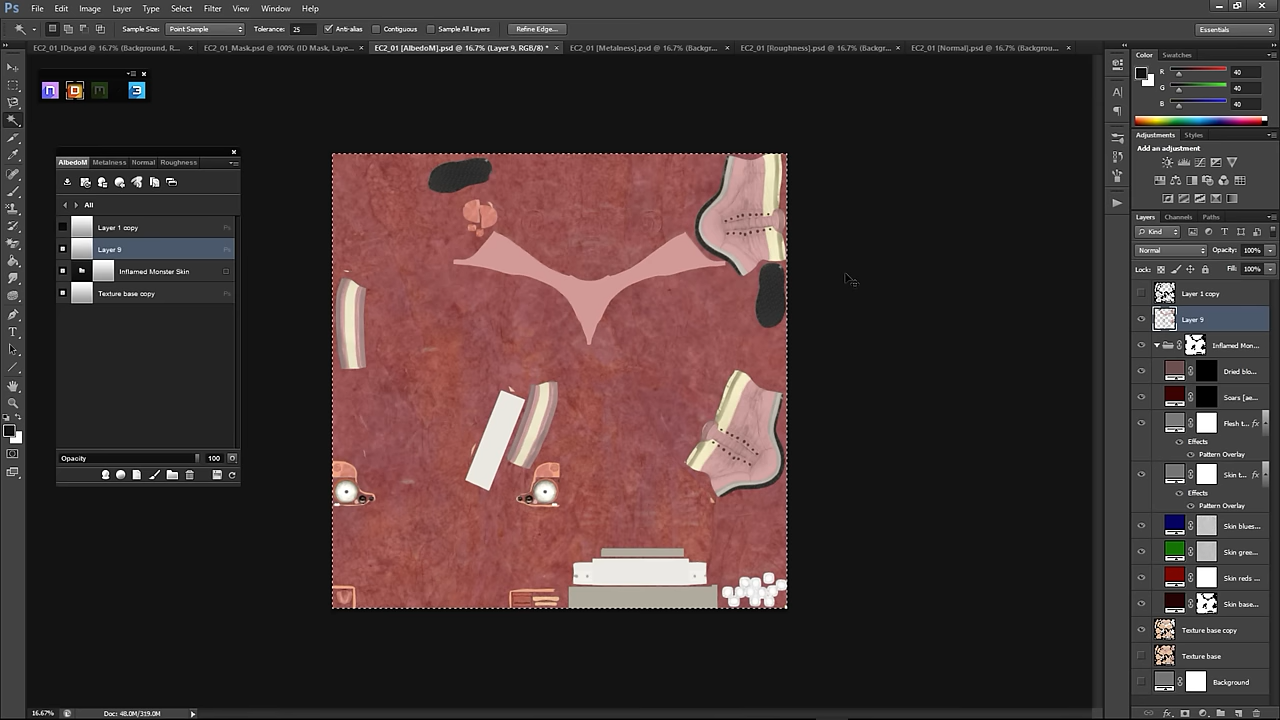 Ps File Edit Image Layer Type Select Filter View Window Help
Sample Size: Point Sample Tolerance: 25 Anti-alias Contiguous Sample All Layers Refine Edge... Essentials
EC2_01_IDs.psd @ 16.7% (Background, R... × EC2_01_Mask.psd @ 100% (ID Mask, Laye... × EC2_01 [AlbedoM].psd @ 16.7% (Layer 9, RGB/8) * × EC2_01 [Metalness].psd @ 16.7% (Backgr... × EC2_01 [Roughness].psd @ 16.7% (Backgr... × EC2_01 [Normal].psd @ 16.7% (Backgrou... ×
Color Swatches
R 40
G 40
B 40
Adjustments Styles
Add an adjustment
AlbedoM Metalness Normal Roughness
All
Layer 1 copy
Layer 9
Inflamed Monster Skin
Texture base copy
Opacity 100
Layers Channels Paths
Kind
Normal Opacity: 100%
Lock: Fill: 100%
Layer 1 copy
Layer 9
Inflamed Mon...
Dried blo...
Soars [ae...
Flesh t... fx
Effects
Pattern Overlay
Skin t... fx
Effects
Pattern Overlay
Skin blues...
Skin gree...
Skin reds ...
Skin base...
Texture base copy
Texture base
Background
16.67% Doc: 48.0M/319.0M